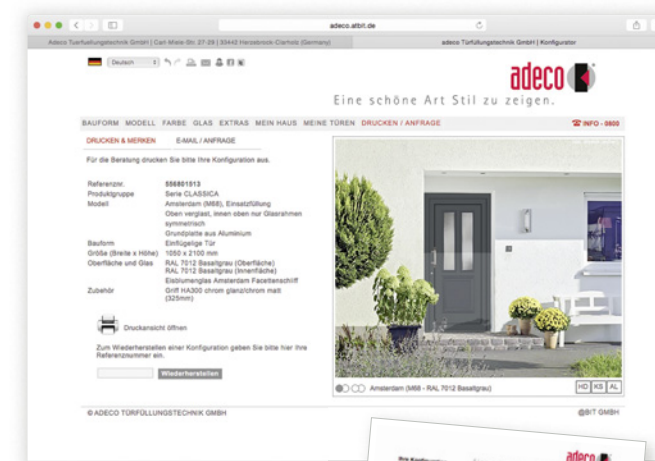 adeco.atbit.de
Adeco Tuerfuellungstechnik GmbH | Carl-Miele-Str. 27-29 | 33442 Herzebrock-Clarholz (Germany)
adeco Türfüllungstechnik GmbH | Konfigurator
Deutsch
adeco
Eine schöne Art Stil zu zeigen.
BAUFORM MODELL FARBE GLAS EXTRAS MEIN HAUS MEINE TÜREN DRUCKEN / ANFRAGE
INFO - 0800
DRUCKEN & MERKEN E-MAIL / ANFRAGE
Für die Beratung drucken Sie bitte Ihre Konfiguration aus.
Referenznr. 556801513
Produktgruppe Serie CLASSICA
Modell Amsterdam (M68), Einsatzfüllung
Oben verglast, innen oben nur Glasrahmen
symmetrisch
Grundplatte aus Aluminium
Bauform Einflügelige Tür
Größe (Breite x Höhe) 1050 x 2100 mm
Oberfläche und Glas RAL 7012 Basaltgrau (Oberfläche)
RAL 7012 Basaltgrau (Innenfläche)
Eisblumenglas Amsterdam Facettenschliff
Zubehör Griff HA300 chrom glanz/chrom matt
(325mm)
Druckansicht öffnen
Zum Wiederherstellen einer Konfiguration geben Sie bitte hier Ihre
Referenznummer ein.
Wiederherstellen
Amsterdam (M68 - RAL 7012 Basaltgrau)
HD KS AL
© ADECO TÜRFÜLLUNGSTECHNIK GMBH
@BIT GMBH
adeco